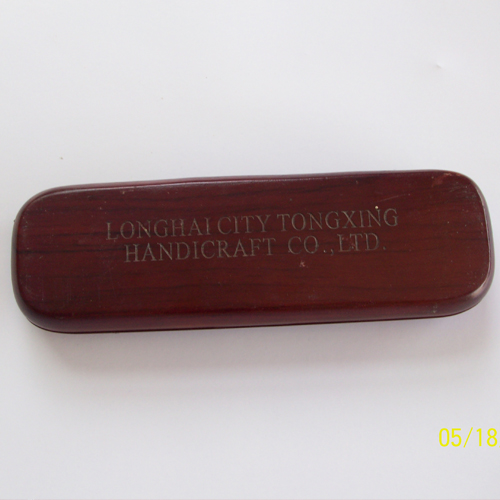 LONGHAI CITY TONGXING
HANDICRAFT CO.,LTD.
05/18